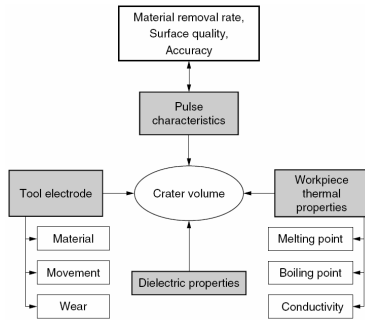 Material removal rate,
Surface quality,
Accuracy
Pulse
characteristics
Tool electrode
Crater volume
Workpiece
thermal
properties
Material
Movement
Wear
Dielectric properties
Melting point
Boiling point
Conductivity